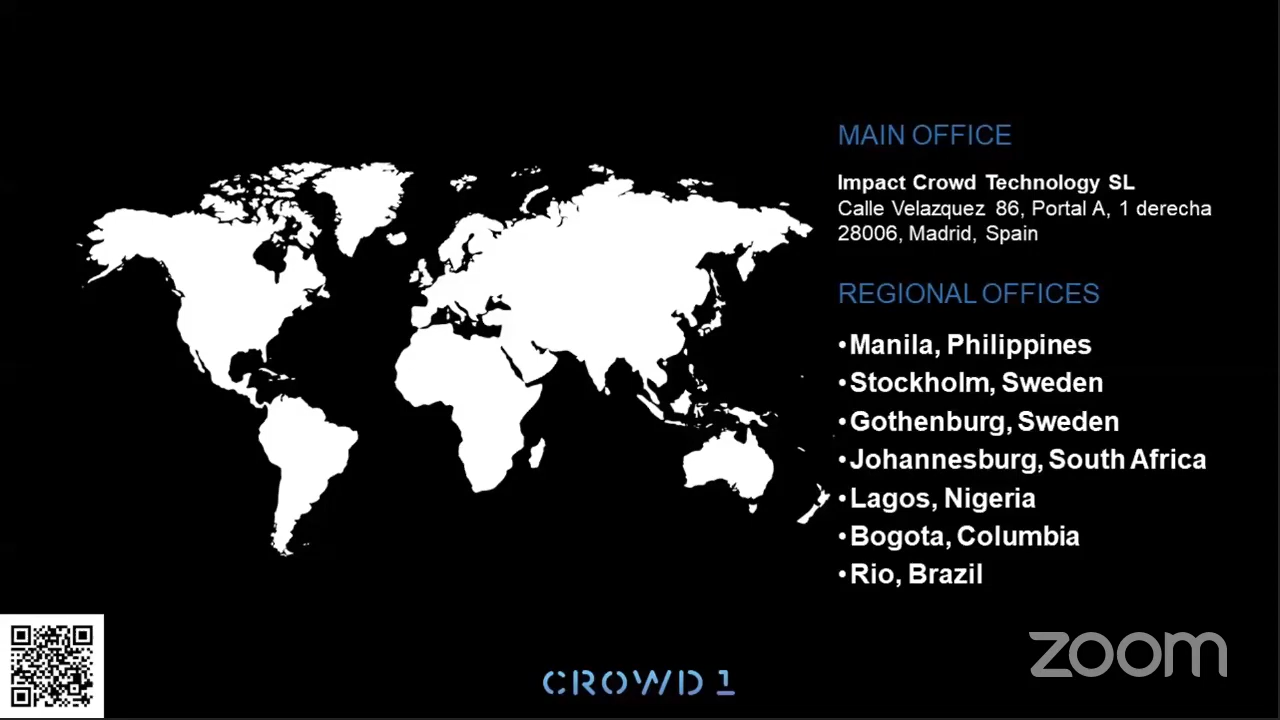 MAIN OFFICE
Impact Crowd Technology SL
Calle Velazquez 86, Portal A, 1 derecha
28006, Madrid, Spain
REGIONAL OFFICES
•Manila, Philippines
•Stockholm, Sweden
•Gothenburg, Sweden
•Johannesburg, South Africa
•Lagos, Nigeria
•Bogota, Columbia
•Rio, Brazil
zoom
CROWD 1